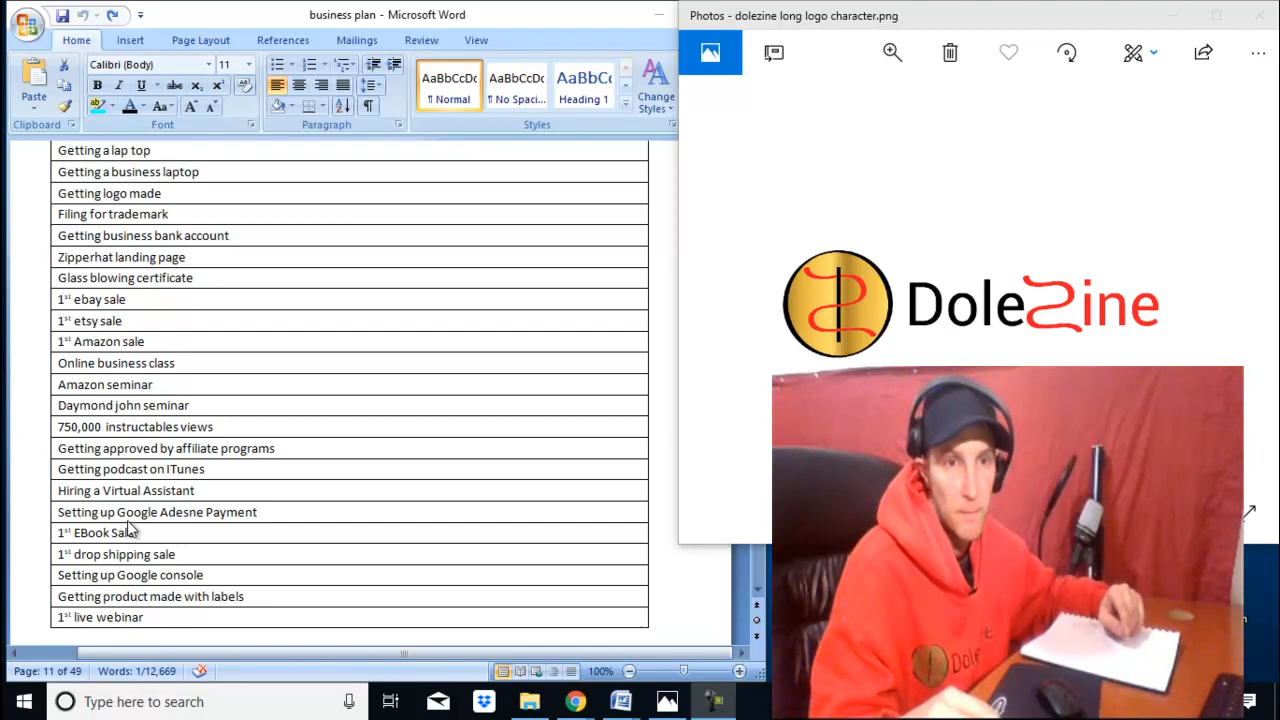 business plan - Microsoft Word
Photos - dolezine long logo character.png
Home Insert Page Layout References Mailings Review View
Calibri (Body) 11
Paste
B I U abc x₂ x²
Aa A A
Clipboard Font Paragraph Styles
AaBbCcDc AaBbCcDc AaBbCc
¶ Normal ¶ No Spaci... Heading 1
Change Styles
Getting a lap top
Getting a business laptop
Getting logo made
Filing for trademark
Getting business bank account
Zipperhat landing page
Glass blowing certificate
1st ebay sale
1st etsy sale
1st Amazon sale
Online business class
Amazon seminar
Daymond john seminar
750,000 instructables views
Getting approved by affiliate programs
Getting podcast on ITunes
Hiring a Virtual Assistant
Setting up Google Adesne Payment
1st EBook Sale
1st drop shipping sale
Setting up Google console
Getting product made with labels
1st live webinar
DoleZine
Page: 11 of 49 Words: 1/12,669 100%
Type here to search